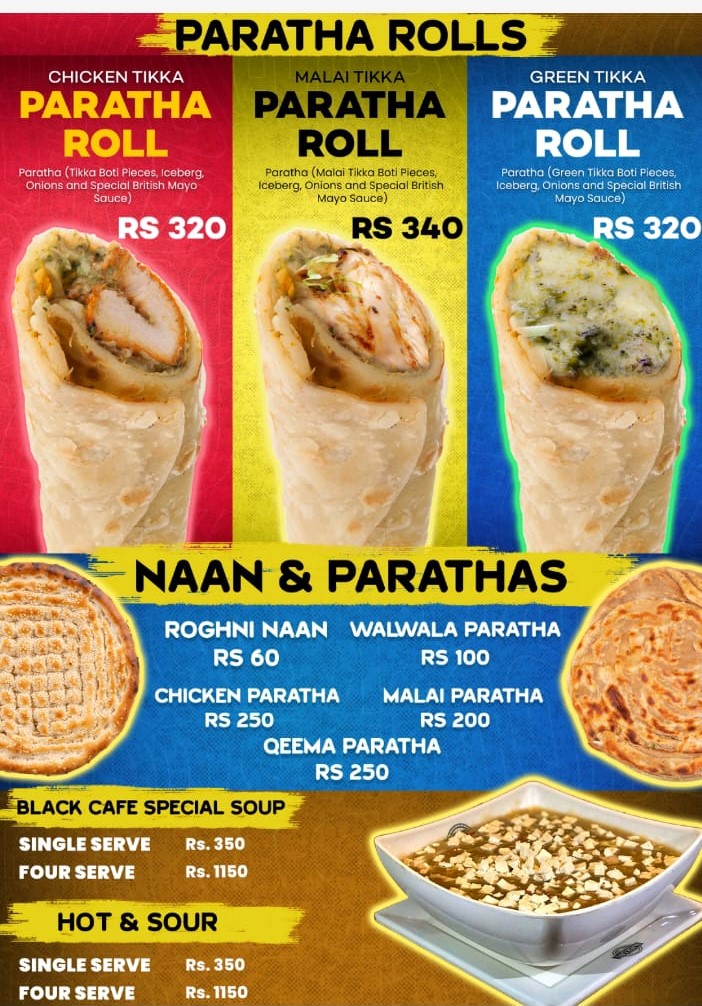 PARATHA ROLLS
CHICKEN TIKKA
PARATHA
ROLL
Paratha (Tikka Boti Pieces, Iceberg,
Onions and Special British Mayo
Sauce)
RS 320
MALAI TIKKA
PARATHA
ROLL
Paratha (Malai Tikka Boti Pieces,
Iceberg, Onions and Special British
Mayo Sauce)
RS 340
GREEN TIKKA
PARATHA
ROLL
Paratha (Green Tikka Boti Pieces,
Iceberg, Onions and Special British
Mayo Sauce)
RS 320
NAAN & PARATHAS
ROGHNI NAAN
RS 60
WALWALA PARATHA
RS 100
CHICKEN PARATHA
RS 250
MALAI PARATHA
RS 200
QEEMA PARATHA
RS 250
BLACK CAFE SPECIAL SOUP
SINGLE SERVE Rs. 350
FOUR SERVE Rs. 1150
HOT & SOUR
SINGLE SERVE Rs. 350
FOUR SERVE Rs. 1150